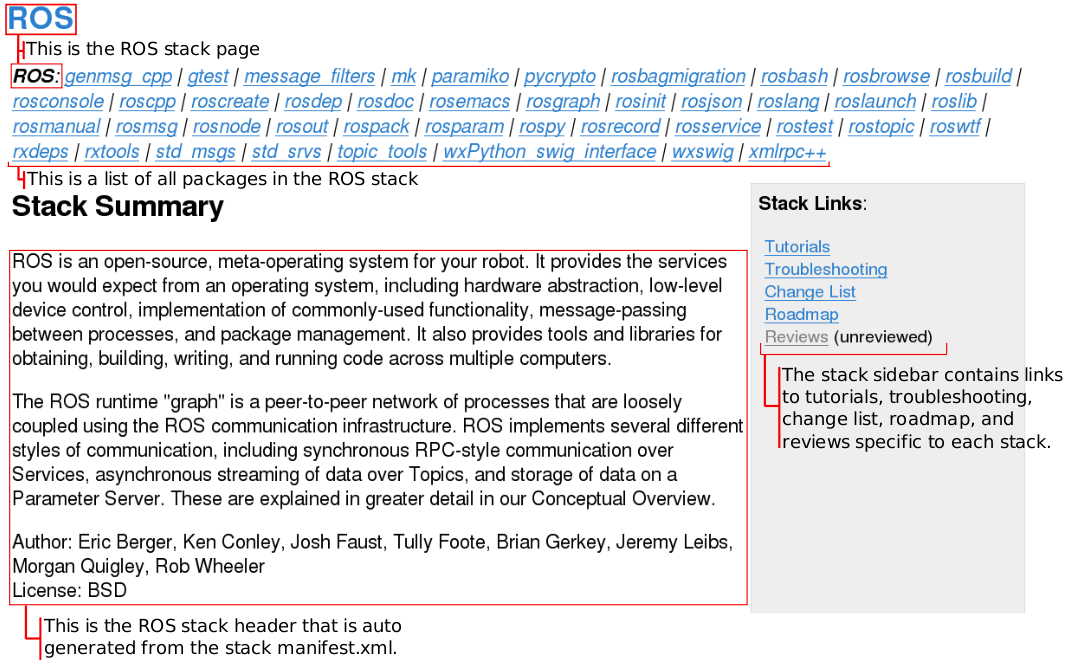 ROS
This is the ROS stack page
ROS: genmsg_cpp | gtest | message_filters | mk | paramiko | pycrypto | rosbagmigration | rosbash | rosbrowse | rosbuild |
rosconsole | roscpp | roscreate | rosdep | rosdoc | rosemacs | rosgraph | rosinit | rosjson | roslang | roslaunch | roslib |
rosmanual | rosmsg | rosnode | rosout | rospack | rosparam | rospy | rosrecord | rosservice | rostest | rostopic | roswtf |
rxdeps | rxtools | std_msgs | std_srvs | topic_tools | wxPython_swig_interface | wxswig | xmlrpc++
This is a list of all packages in the ROS stack
Stack Summary
ROS is an open-source, meta-operating system for your robot. It provides the services
you would expect from an operating system, including hardware abstraction, low-level
device control, implementation of commonly-used functionality, message-passing
between processes, and package management. It also provides tools and libraries for
obtaining, building, writing, and running code across multiple computers.
The ROS runtime "graph" is a peer-to-peer network of processes that are loosely
coupled using the ROS communication infrastructure. ROS implements several different
styles of communication, including synchronous RPC-style communication over
Services, asynchronous streaming of data over Topics, and storage of data on a
Parameter Server. These are explained in greater detail in our Conceptual Overview.
Author: Eric Berger, Ken Conley, Josh Faust, Tully Foote, Brian Gerkey, Jeremy Leibs,
Morgan Quigley, Rob Wheeler
License: BSD
This is the ROS stack header that is auto
generated from the stack manifest.xml.
Stack Links:
Tutorials
Troubleshooting
Change List
Roadmap
Reviews (unreviewed)
The stack sidebar contains links
to tutorials, troubleshooting,
change list, roadmap, and
reviews specific to each stack.